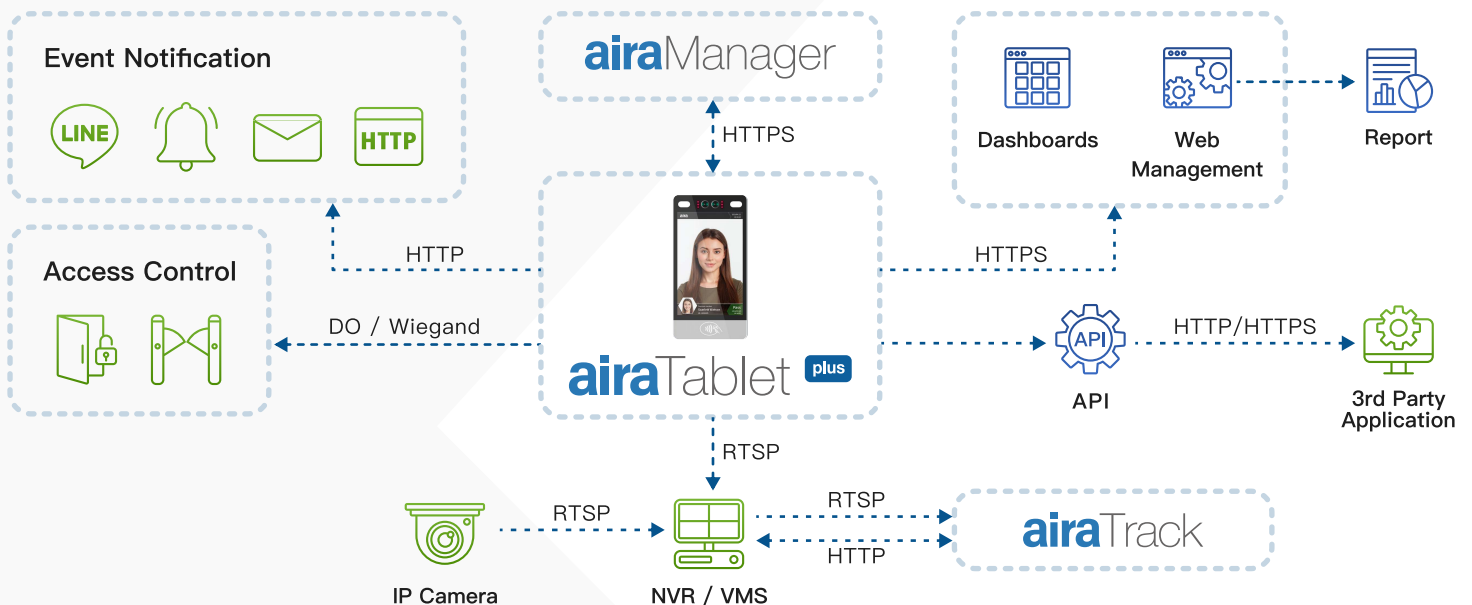 Event Notification
LINE
HTTP
airaManager
HTTPS
Dashboards
Web
Management
Report
HTTP
HTTPS
Access Control
DO / Wiegand
aira
airaTablet plus
API
HTTP/HTTPS
API
3rd Party
Application
RTSP
IP Camera
RTSP
NVR / VMS
RTSP
HTTP
airaTrack